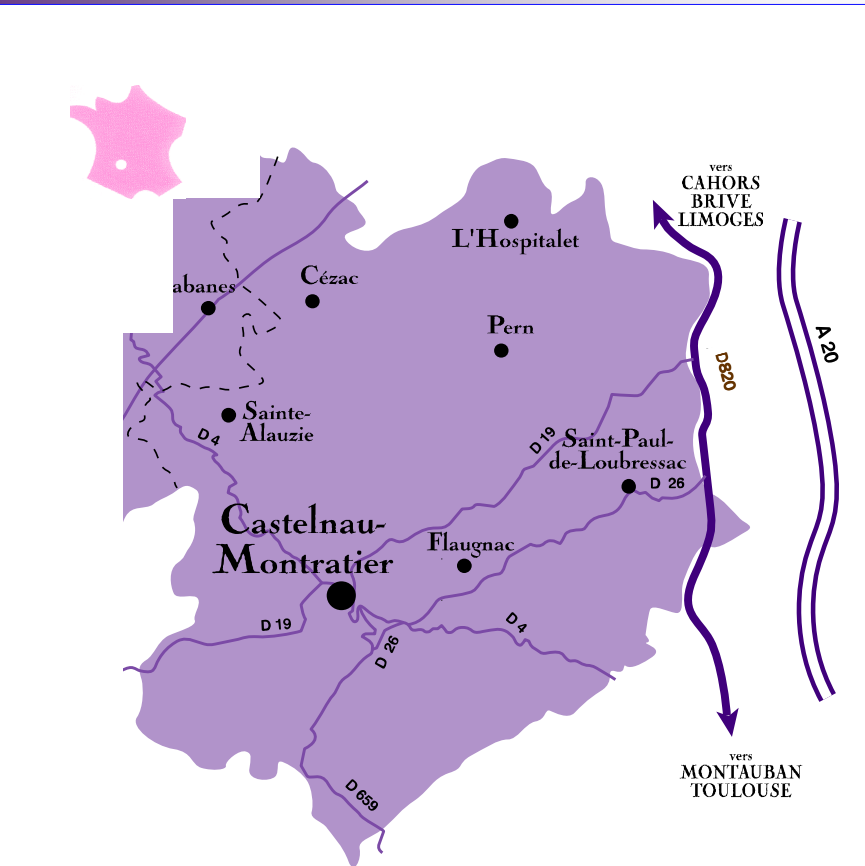 vers
CAHORS
BRIVE
LIMOGES
L'Hospitalet
Cézac
abanes
Pern
A 20
D820
Sainte-
Alauzie
D 4
D 19
Saint-Paul-
de-Loubressac
D 26
Castelnau-
Montratier
Flaugnac
D 19
D 4
D 26
vers
MONTAUBAN
TOULOUSE
D 659